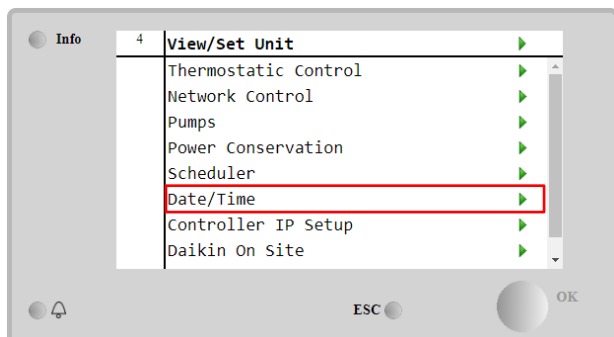 Info
4 View/Set Unit
Thermostatic Control
Network Control
Pumps
Power Conservation
Scheduler
Date/Time
Controller IP Setup
Daikin On Site
ESC
OK